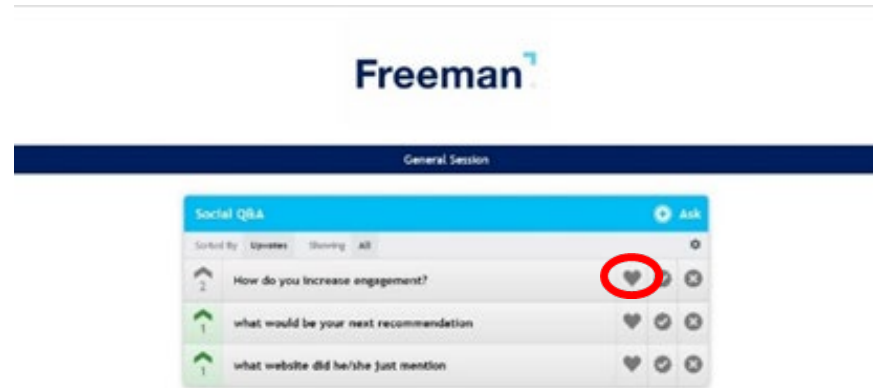 Freeman
General Session
Social Q&A Ask
Sorted By Upvotes Showing All
2 How do you increase engagement?
1 what would be your next recommendation
1 what website did he/she just mention